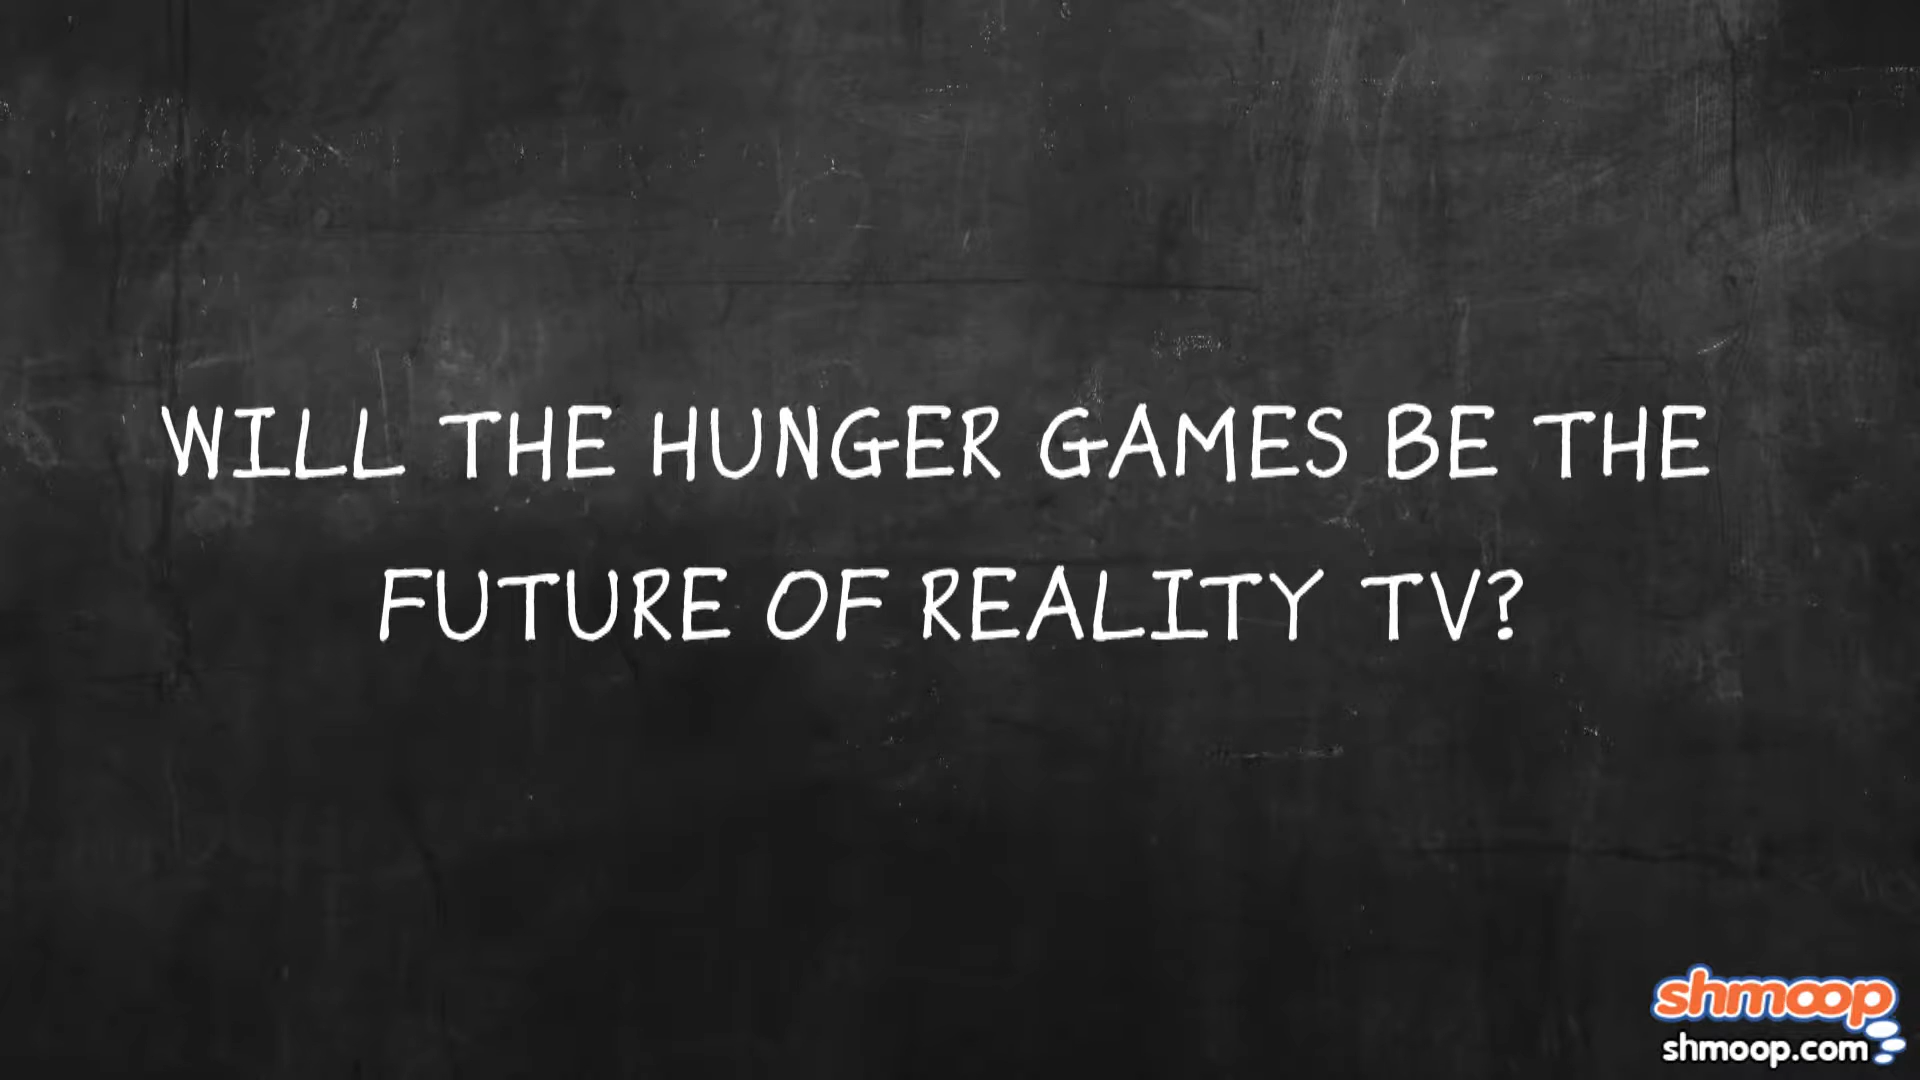 WILL THE HUNGER GAMES BE THE
FUTURE OF REALITY TV?
shmoop
shmoop.com